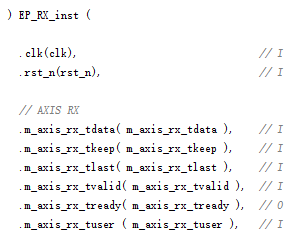 ) EP_RX_inst (
.clk(clk), // I
.rst_n(rst_n), // I
// AXIS RX
.m_axis_rx_tdata( m_axis_rx_tdata ), // I
.m_axis_rx_tkeep( m_axis_rx_tkeep ), // I
.m_axis_rx_tlast( m_axis_rx_tlast ), // I
.m_axis_rx_tvalid( m_axis_rx_tvalid ), // I
.m_axis_rx_tready( m_axis_rx_tready ), // O
.m_axis_rx_tuser ( m_axis_rx_tuser ), // I